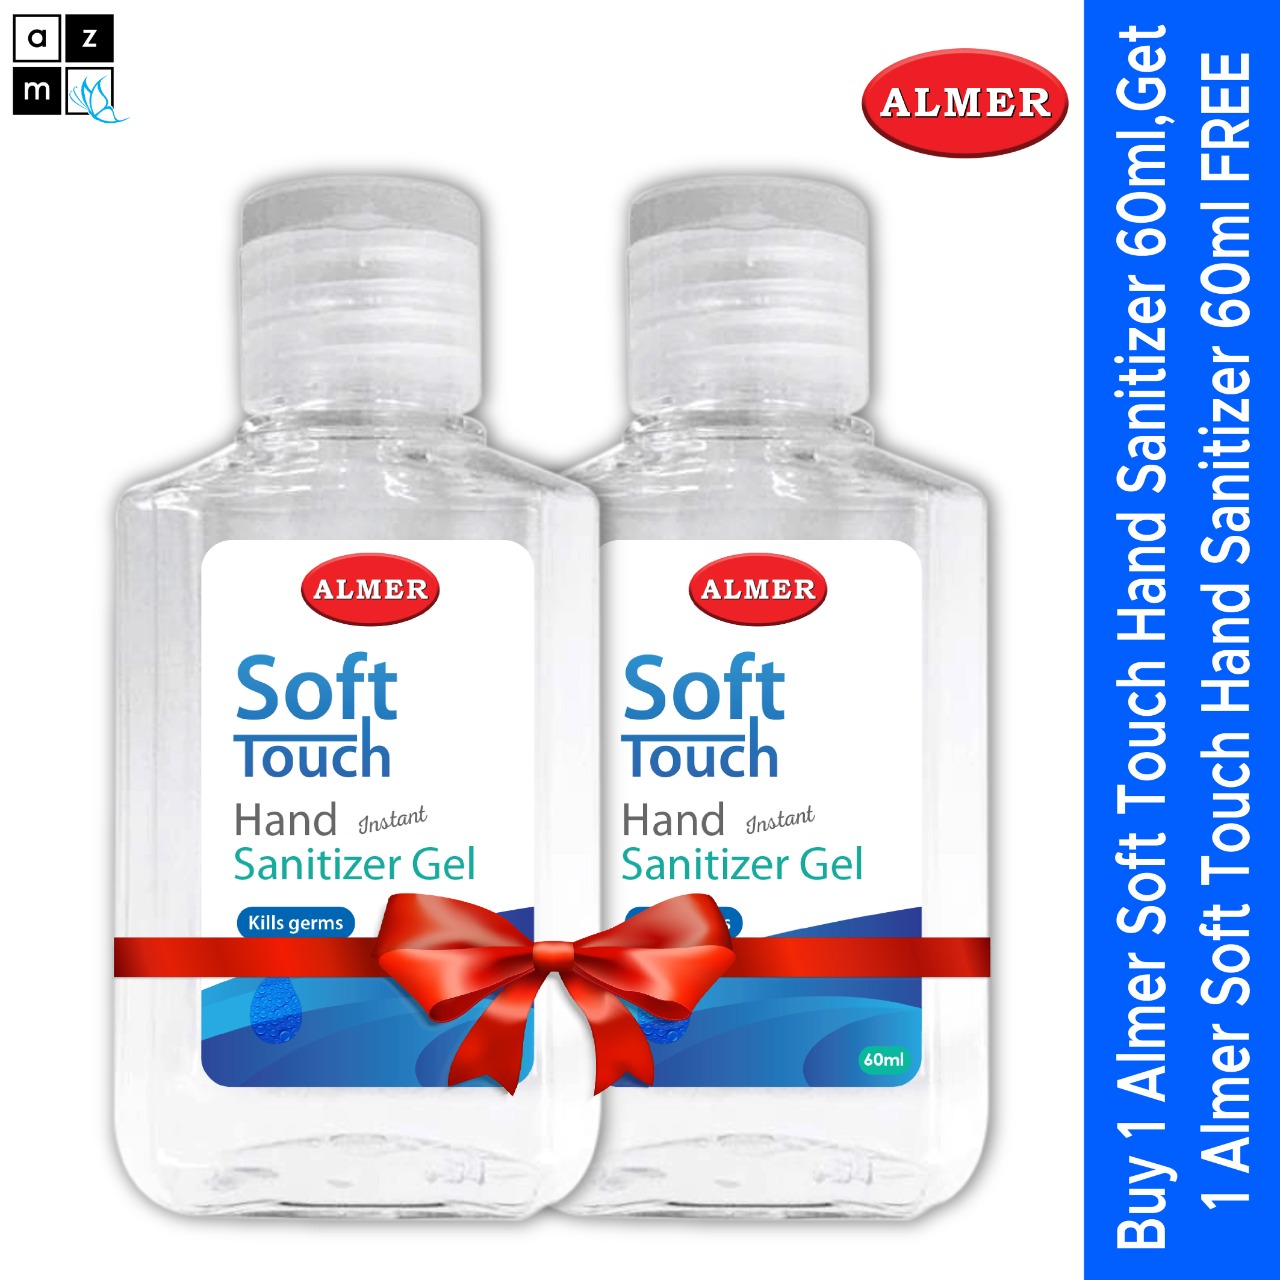 a z
m
ALMER
ALMER
Soft
Touch
Hand Instant
Sanitizer Gel
Kills germs
ALMER
Soft
Touch
Hand Instant
Sanitizer Gel
60ml
Buy 1 Almer Soft Touch Hand Sanitizer 60ml,Get
1 Almer Soft Touch Hand Sanitizer 60ml FREE